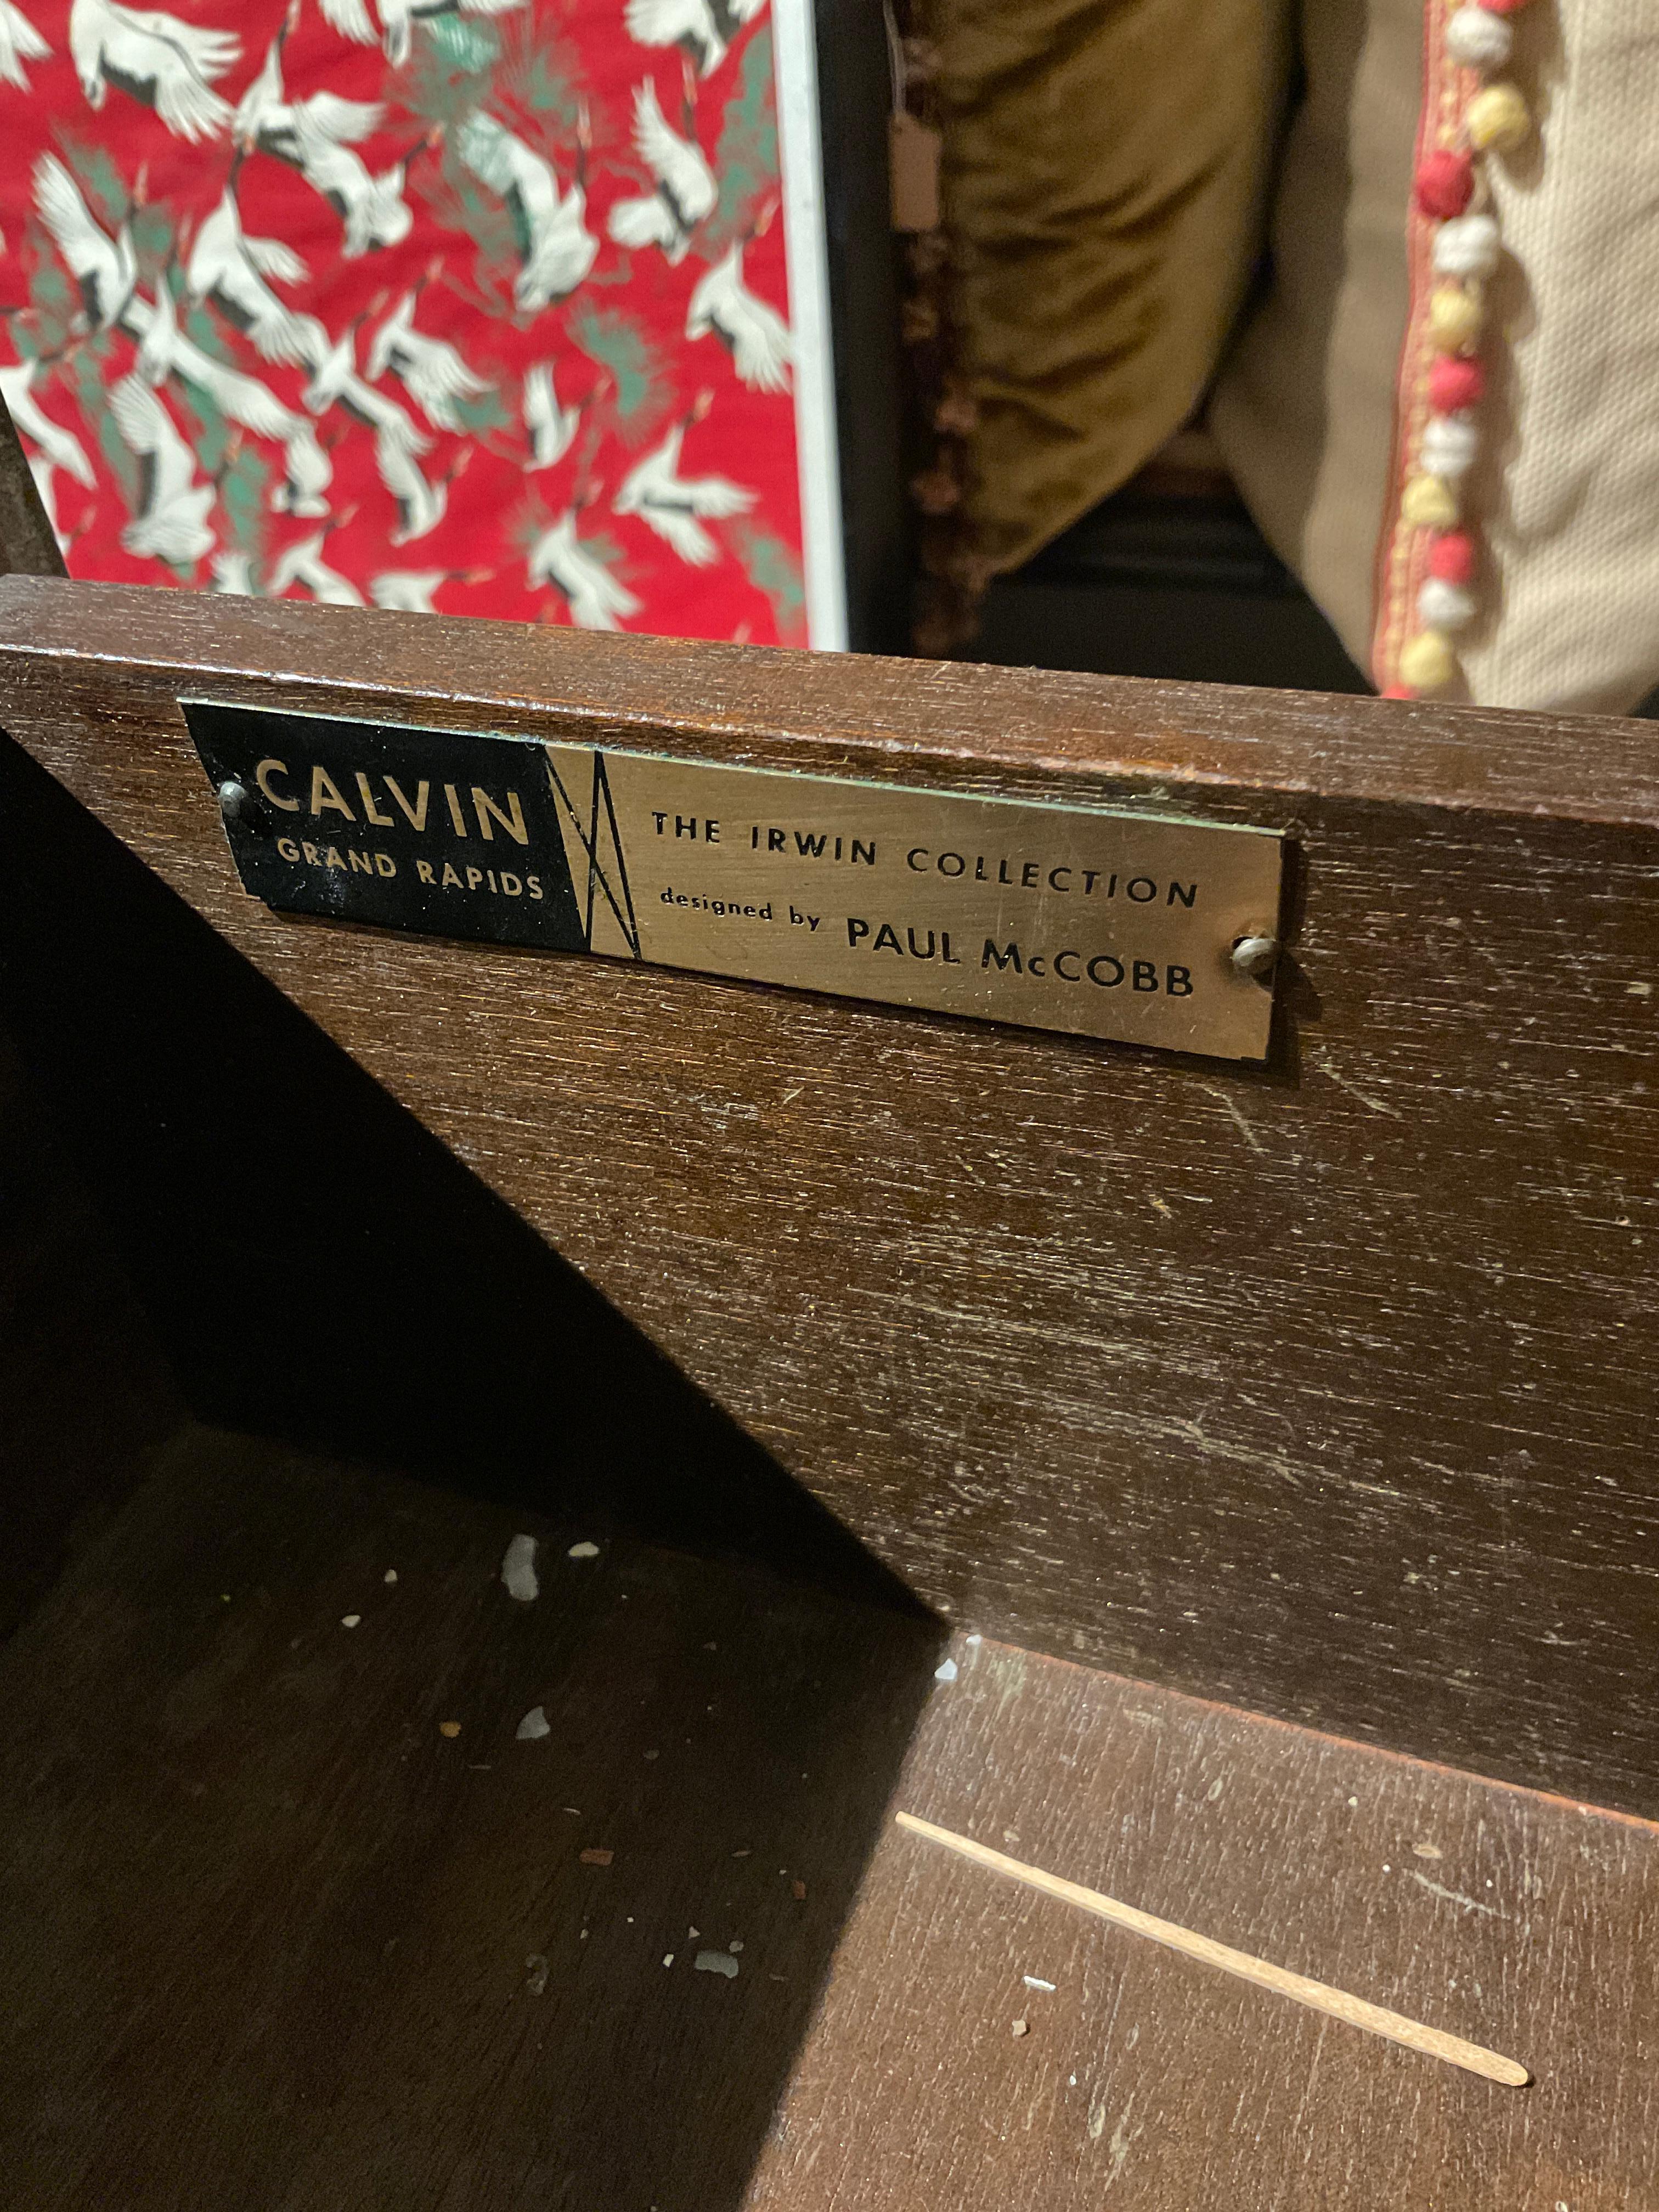 CALVIN
GRAND RAPIDS
THE IRWIN COLLECTION
designed by PAUL McCOBB